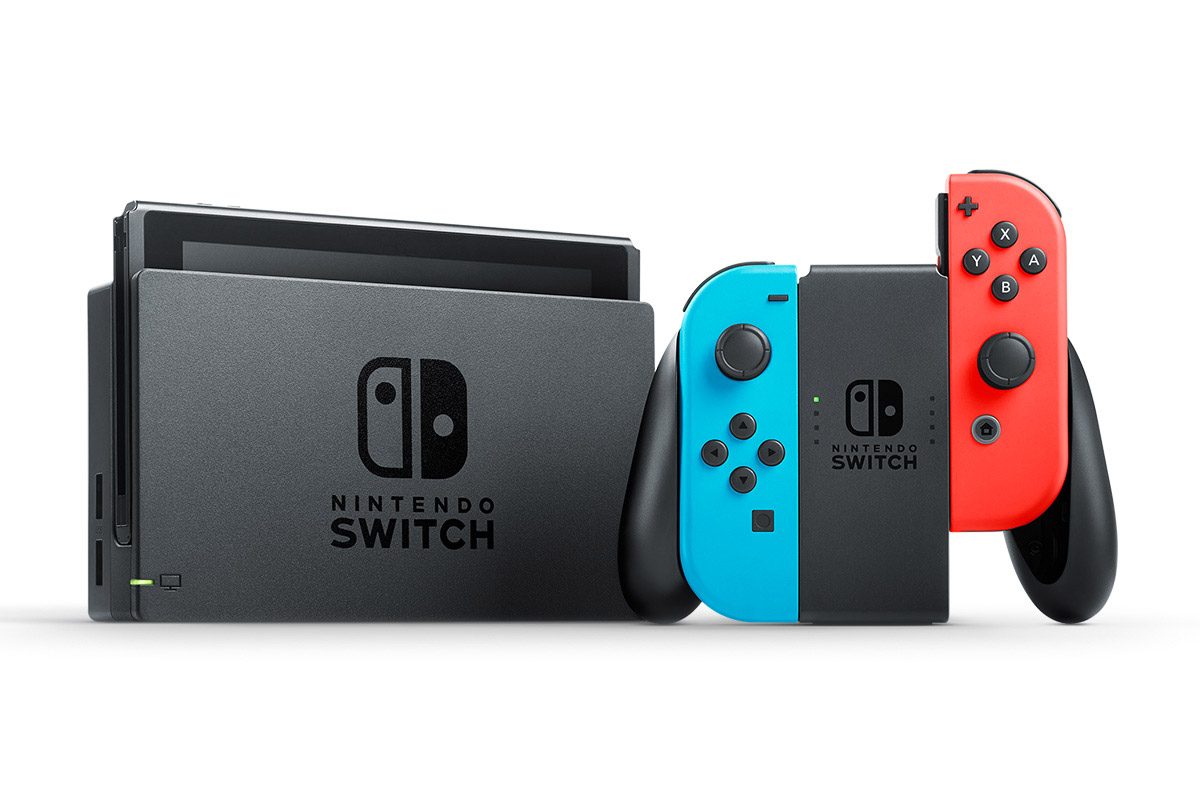 NINTENDO
SWITCH
NINTENDO
SWITCH
X
Y
A
B